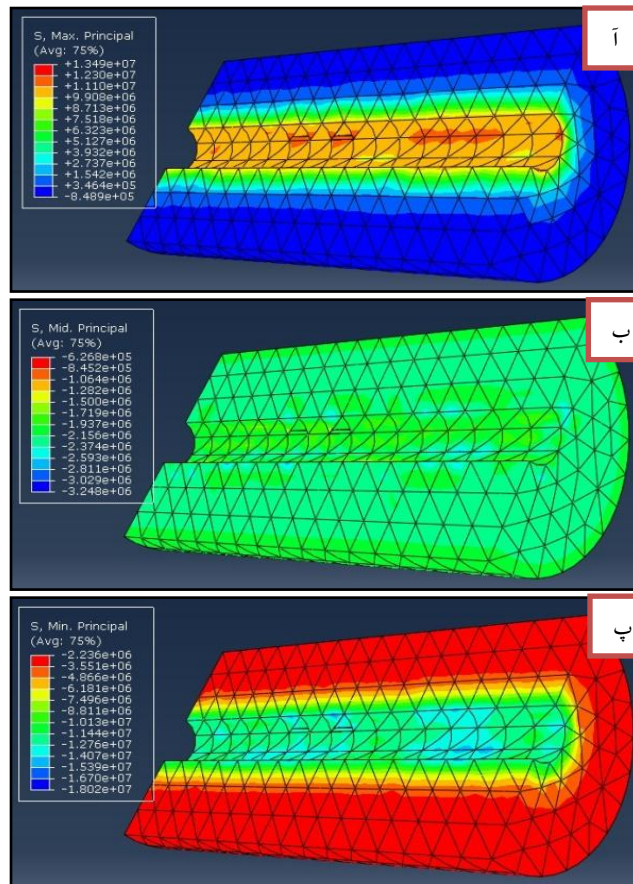 آ
S, Max. Principal
(Avg: 75%)
+1.349e+07
+1.230e+07
+1.110e+07
+9.908e+06
+8.713e+06
+7.518e+06
+6.323e+06
+5.127e+06
+3.932e+06
+2.737e+06
+1.542e+06
+3.464e+05
-8.489e+05
ب
S, Mid. Principal
(Avg: 75%)
-6.268e+05
-8.452e+05
-1.064e+06
-1.282e+06
-1.500e+06
-1.719e+06
-1.937e+06
-2.156e+06
-2.374e+06
-2.593e+06
-2.811e+06
-3.029e+06
-3.248e+06
پ
S, Min. Principal
(Avg: 75%)
-2.236e+06
-3.551e+06
-4.866e+06
-6.181e+06
-7.496e+06
-8.811e+06
-1.013e+07
-1.144e+07
-1.276e+07
-1.407e+07
-1.539e+07
-1.670e+07
-1.802e+07